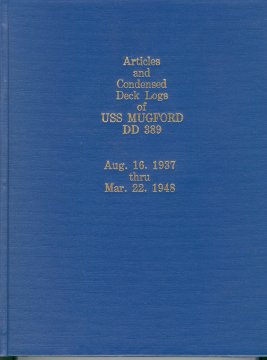 Articles
and
Condensed
Deck Logs
of
USS MUGFORD
DD 389
Aug. 16. 1937
thru
Mar. 22. 1948